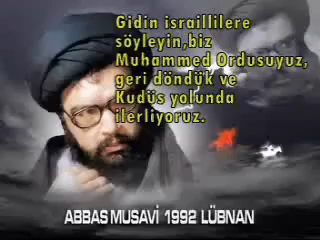 Gidin israillilere
söyleyin,biz
Muhammed Ordusuyuz,
geri döndük ve
Kudüs yolunda
ilerliyoruz.
ABBAS MUSAVİ 1992 LÜBNAN